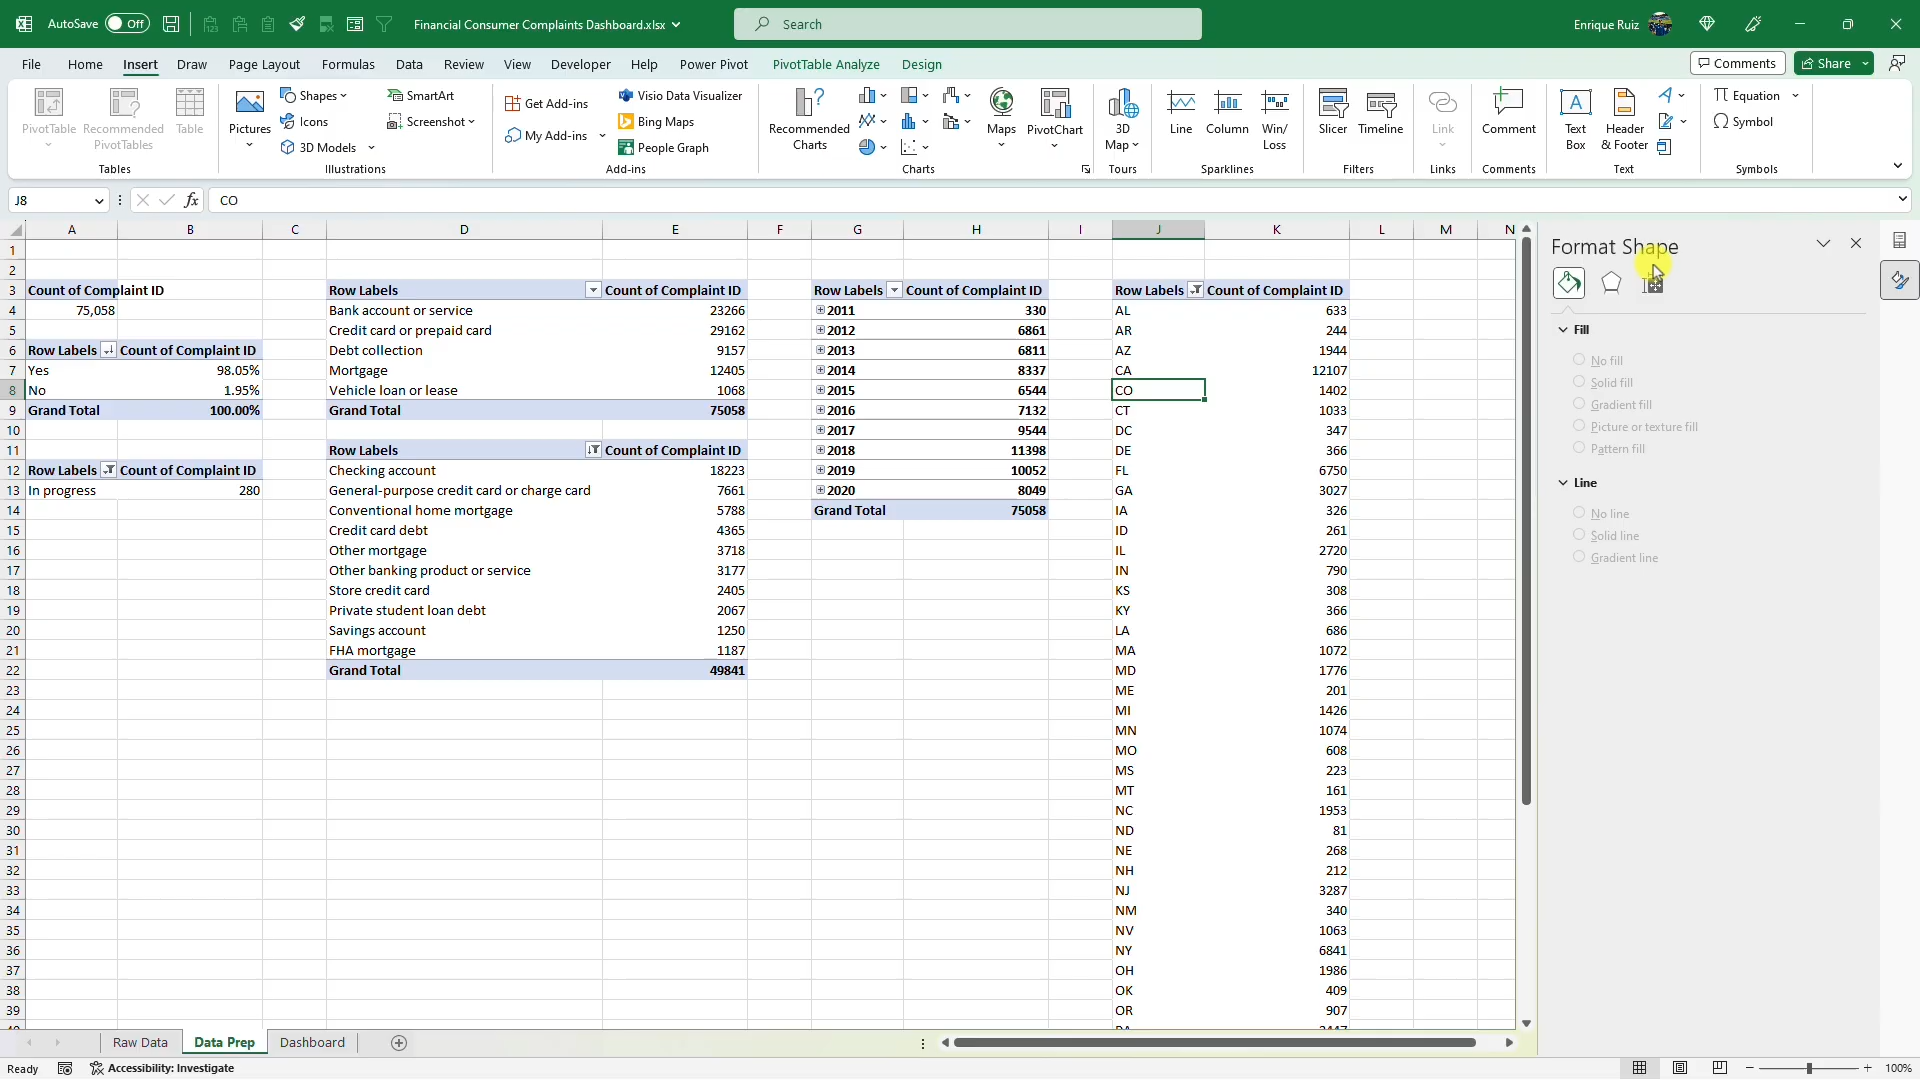 AutoSave Off Financial Consumer Complaints Dashboard.xlsx Search Enrique Ruiz
File Home Insert Draw Page Layout Formulas Data Review View Developer Help Power Pivot PivotTable Analyze Design Comments Share
PivotTable Recommended PivotTables Table Tables
Pictures Shapes Icons 3D Models SmartArt Screenshot Illustrations
Get Add-ins My Add-ins Visio Data Visualizer Bing Maps People Graph Add-ins
Recommended Charts Maps PivotChart Charts
3D Map Tours
Line Column Win/Loss Sparklines
Slicer Timeline Filters
Link Links
Comment Comments
Text Box Header & Footer Text
Equation Symbol Symbols
J8 fx CO
A B C D E F G H I J K L M N
1
2
3 Count of Complaint ID Row Labels Count of Complaint ID Row Labels Count of Complaint ID Row Labels Count of Complaint ID
4 75,058 Bank account or service 23266 2011 330 AL 633
5 Credit card or prepaid card 29162 2012 6861 AR 244
6 Row Labels Count of Complaint ID Debt collection 9157 2013 6811 AZ 1944
7 Yes 98.05% Mortgage 12405 2014 8337 CA 12107
8 No 1.95% Vehicle loan or lease 1068 2015 6544 CO 1402
9 Grand Total 100.00% Grand Total 75058 2016 7132 CT 1033
10 2017 9544 DC 347
11 Row Labels Count of Complaint ID 2018 11398 DE 366
12 Row Labels Count of Complaint ID Checking account 18223 2019 10052 FL 6750
13 In progress 280 General-purpose credit card or charge card 7661 2020 8049 GA 3027
14 Conventional home mortgage 5788 Grand Total 75058 IA 326
15 Credit card debt 4365 ID 261
16 Other mortgage 3718 IL 2720
17 Other banking product or service 3177 IN 790
18 Store credit card 2405 KS 308
19 Private student loan debt 2067 KY 366
20 Savings account 1250 LA 686
21 FHA mortgage 1187 MA 1072
22 Grand Total 49841 MD 1776
23 ME 201
24 MI 1426
25 MN 1074
26 MO 608
27 MS 223
28 MT 161
29 NC 1953
30 ND 81
31 NE 268
32 NH 212
33 NJ 3287
34 NM 340
35 NV 1063
36 NY 6841
37 OH 1986
38 OK 409
39 OR 907
Format Shape
Fill
No fill
Solid fill
Gradient fill
Picture or texture fill
Pattern fill
Line
No line
Solid line
Gradient line
Raw Data Data Prep Dashboard
Ready Accessibility: Investigate 100%